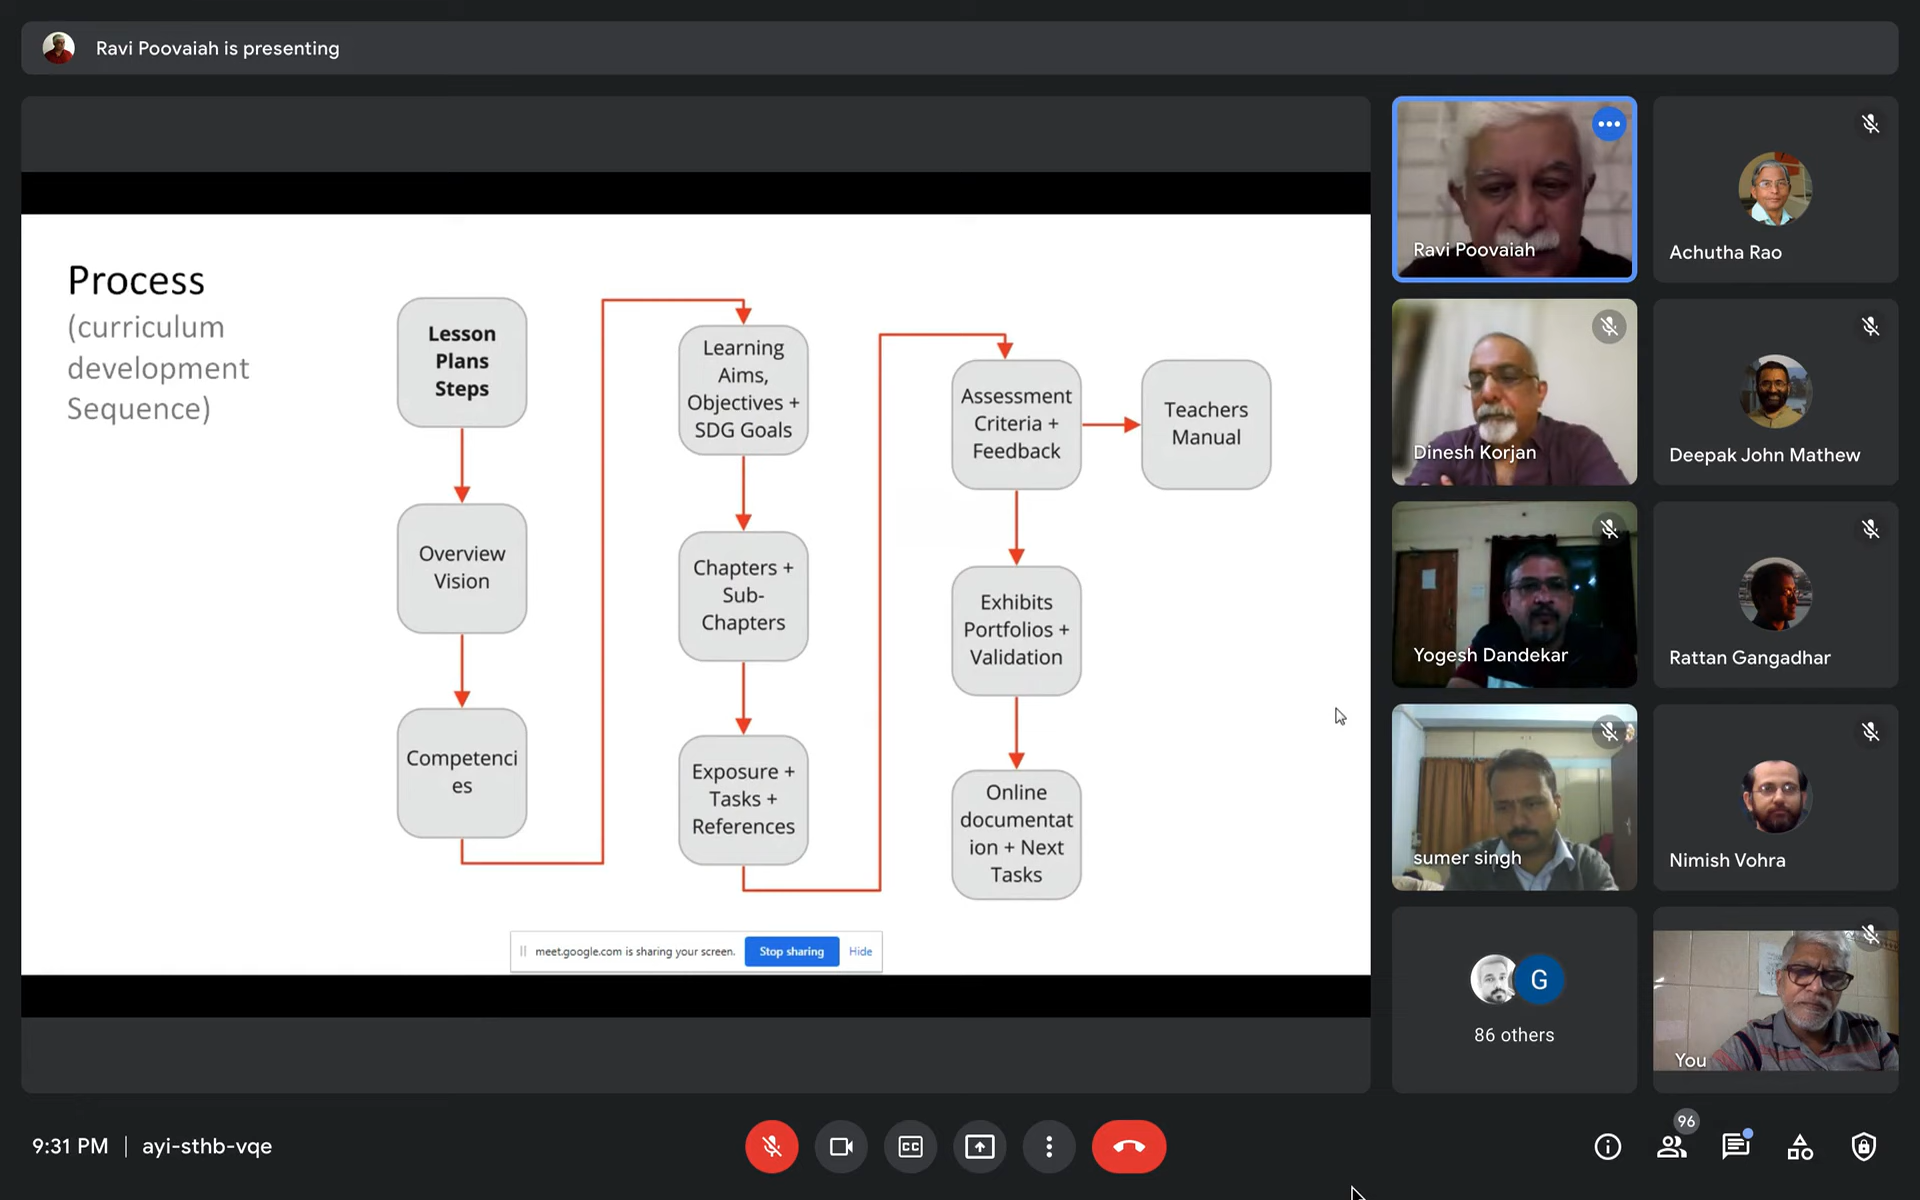 Ravi Poovaiah is presenting
Process
(curriculum
development
Sequence)
Lesson
Plans
Steps
Overview
Vision
Competenci
es
Learning
Aims,
Objectives +
SDG Goals
Chapters +
Sub-
Chapters
Exposure +
Tasks +
References
Assessment
Criteria +
Feedback
Teachers
Manual
Exhibits
Portfolios +
Validation
Online
documentat
ion + Next
Tasks
meet.google.com is sharing your screen.
Stop sharing
Hide
Ravi Poovaiah
Achutha Rao
Dinesh Korjan
Deepak John Mathew
Yogesh Dandekar
Rattan Gangadhar
sumer singh
Nimish Vohra
G
86 others
You
9:31 PM
ayi-sthb-vqe
CC
96